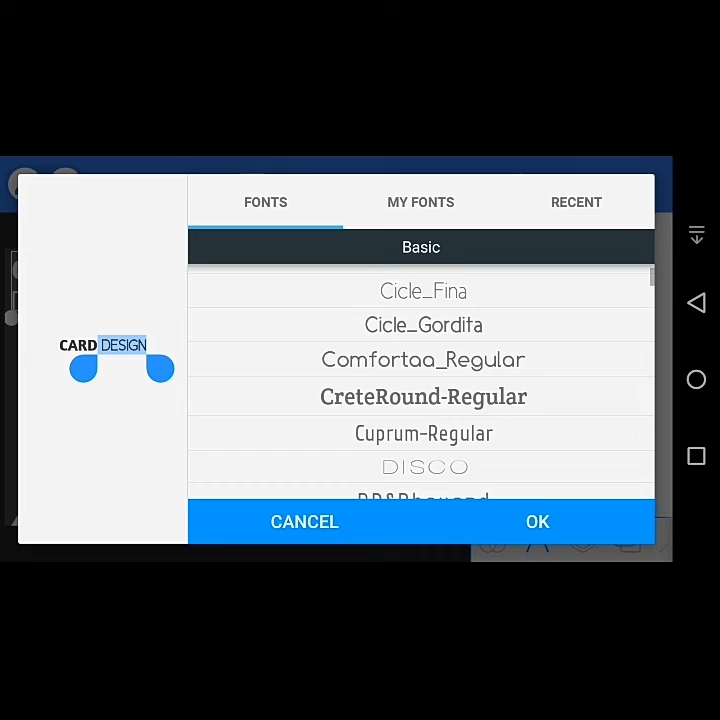 FONTS
MY FONTS
RECENT
Basic
Cicle_Fina
Cicle_Gordita
Comfortaa_Regular
CreteRound-Regular
Cuprum-Regular
DISCO
CARD DESIGN
CANCEL
OK